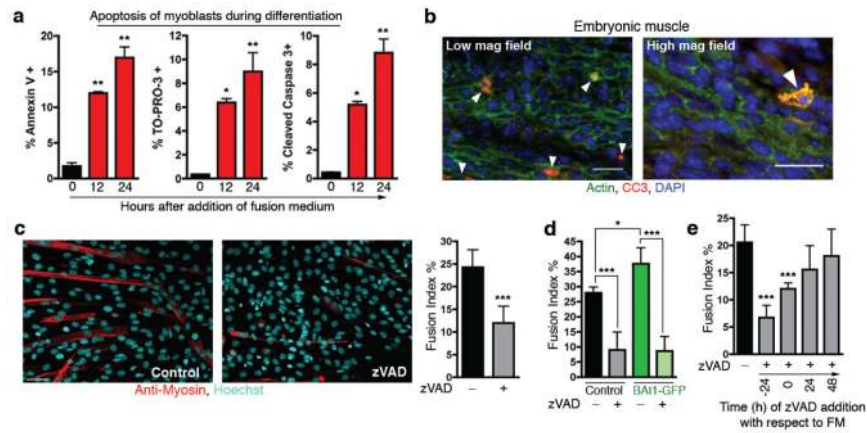 a
Apoptosis of myoblasts during differentiation
% Annexin V +
20
15
10
5
0
**
**
0 12 24
% TO-PRO-3 +
12
10
8
6
4
2
0
*
**
0 12 24
% Cleaved Caspase 3+
10
8
6
4
2
0
*
**
0 12 24
Hours after addition of fusion medium
b
Embryonic muscle
Low mag field
High mag field
Actin, CC3, DAPI
c
Control
zVAD
Anti-Myosin, Hoechst
Fusion Index %
30
25
20
15
10
5
0
***
zVAD – +
d
Fusion Index %
45
40
35
30
25
20
15
10
5
0
*
***
***
Control BAI1-GFP
zVAD – + – +
e
Fusion Index %
25
20
15
10
5
0
***
***
zVAD – + + + +
-24 0 24 48
Time (h) of zVAD addition
with respect to FM